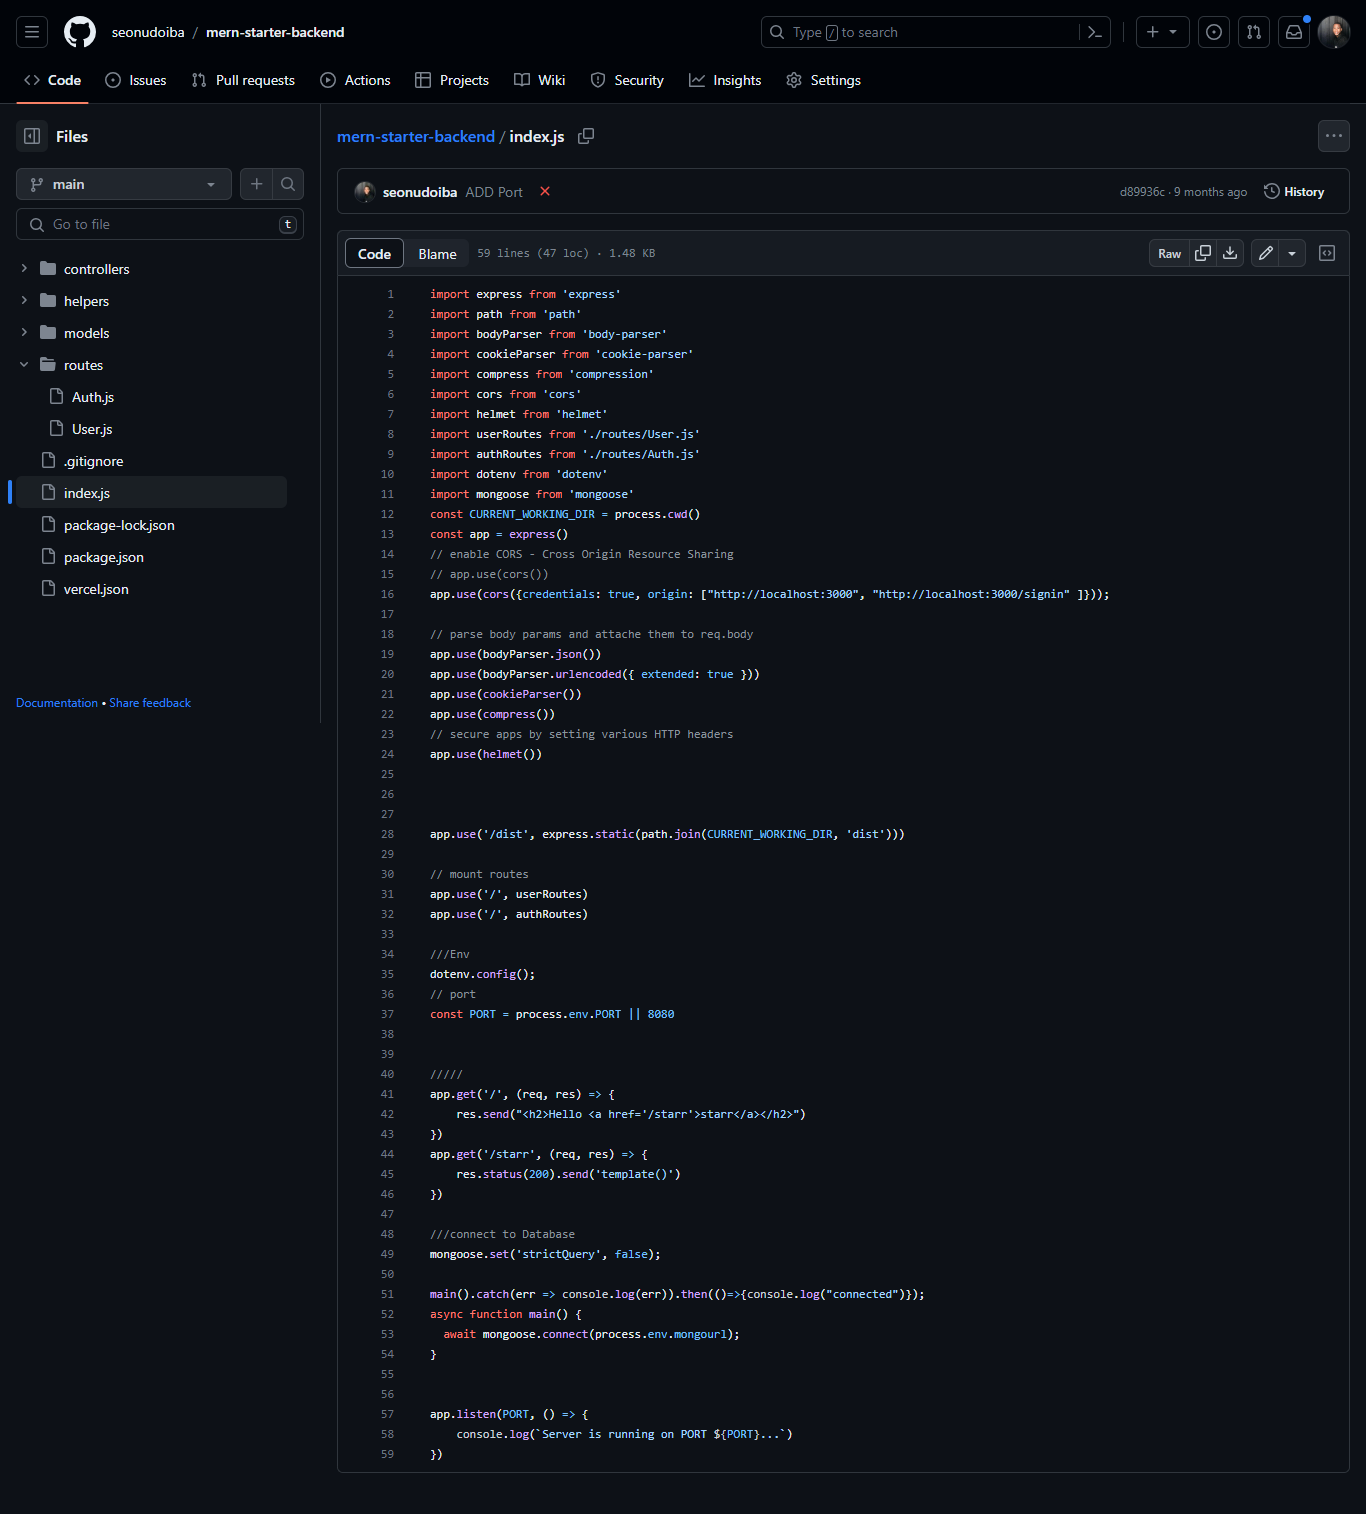 seonudoiba / mern-starter-backend
Type / to search
Code
Issues
Pull requests
Actions
Projects
Wiki
Security
Insights
Settings
Files
main
Go to file
t
controllers
helpers
models
routes
Auth.js
User.js
.gitignore
index.js
package-lock.json
package.json
vercel.json
Documentation • Share feedback
mern-starter-backend / index.js
seonudoiba ADD Port
d89936c · 9 months ago
History
Code
Blame
59 lines (47 loc) · 1.48 KB
Raw
1 import express from 'express'
2 import path from 'path'
3 import bodyParser from 'body-parser'
4 import cookieParser from 'cookie-parser'
5 import compress from 'compression'
6 import cors from 'cors'
7 import helmet from 'helmet'
8 import userRoutes from './routes/User.js'
9 import authRoutes from './routes/Auth.js'
10 import dotenv from 'dotenv'
11 import mongoose from 'mongoose'
12 const CURRENT_WORKING_DIR = process.cwd()
13 const app = express()
14 // enable CORS - Cross Origin Resource Sharing
15 // app.use(cors())
16 app.use(cors({credentials: true, origin: ["http://localhost:3000", "http://localhost:3000/signin" ]}));
17
18 // parse body params and attache them to req.body
19 app.use(bodyParser.json())
20 app.use(bodyParser.urlencoded({ extended: true }))
21 app.use(cookieParser())
22 app.use(compress())
23 // secure apps by setting various HTTP headers
24 app.use(helmet())
25
26
27
28 app.use('/dist', express.static(path.join(CURRENT_WORKING_DIR, 'dist')))
29
30 // mount routes
31 app.use('/', userRoutes)
32 app.use('/', authRoutes)
33
34 ///Env
35 dotenv.config();
36 // port
37 const PORT = process.env.PORT || 8080
38
39
40 /////
41 app.get('/', (req, res) => {
42     res.send("<h2>Hello <a href='/starr'>starr</a></h2>")
43 })
44 app.get('/starr', (req, res) => {
45     res.status(200).send('template()')
46 })
47
48 ///connect to Database
49 mongoose.set('strictQuery', false);
50
51 main().catch(err => console.log(err)).then(()=>{console.log("connected")});
52 async function main() {
53   await mongoose.connect(process.env.mongourl);
54 }
55
56
57 app.listen(PORT, () => {
58     console.log(`Server is running on PORT ${PORT}...`)
59 })